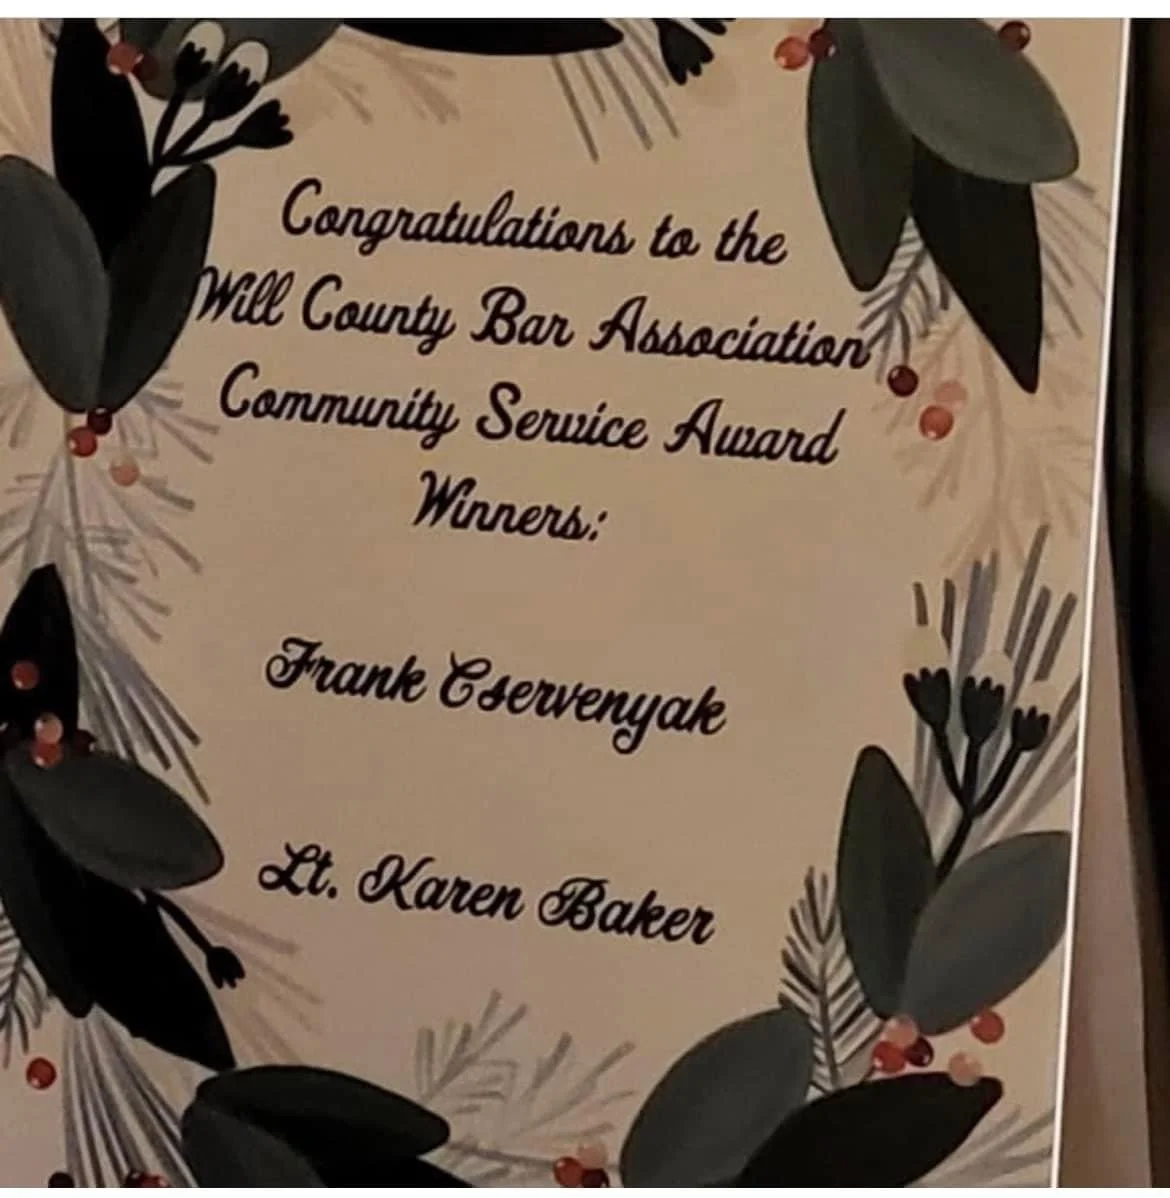 Congratulations to the
Will County Bar Association
Community Service Award
Winners:
Frank Cservenyak
Lt. Karen Baker